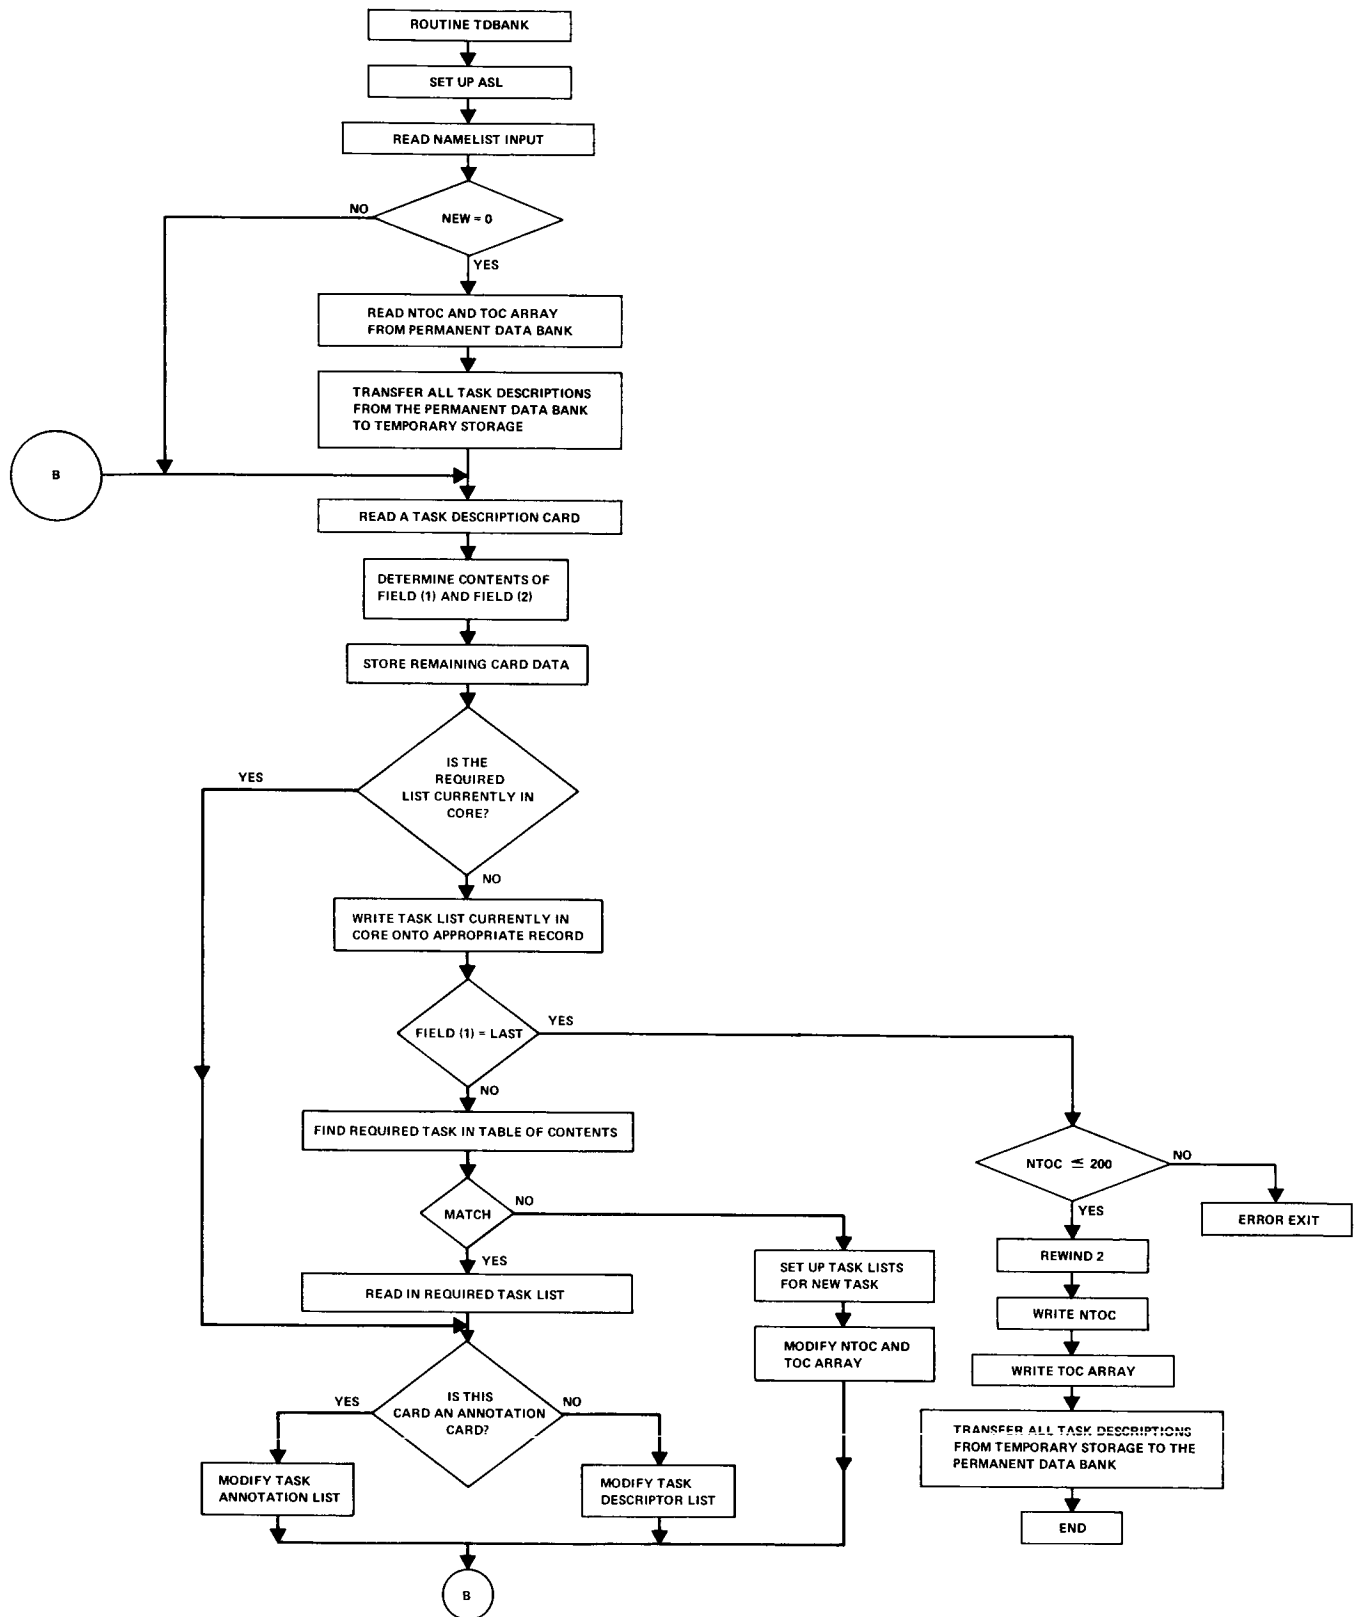 ROUTINE TDBANK
SET UP ASL
READ NAMELIST INPUT
NO
NEW = 0
YES
READ NTOC AND TOC ARRAY
FROM PERMANENT DATA BANK
TRANSFER ALL TASK DESCRIPTIONS
FROM THE PERMANENT DATA BANK
TO TEMPORARY STORAGE
B
READ A TASK DESCRIPTION CARD
DETERMINE CONTENTS OF
FIELD (1) AND FIELD (2)
STORE REMAINING CARD DATA
YES
IS THE
REQUIRED
LIST CURRENTLY IN
CORE?
NO
WRITE TASK LIST CURRENTLY IN
CORE ONTO APPROPRIATE RECORD
FIELD (1) = LAST
YES
NO
FIND REQUIRED TASK IN TABLE OF CONTENTS
MATCH
NO
YES
READ IN REQUIRED TASK LIST
SET UP TASK LISTS
FOR NEW TASK
MODIFY NTOC AND
TOC ARRAY
YES
IS THIS
CARD AN ANNOTATION
CARD?
NO
MODIFY TASK
ANNOTATION LIST
MODIFY TASK
DESCRIPTOR LIST
B
NTOC ≤ 200
NO
ERROR EXIT
YES
REWIND 2
WRITE NTOC
WRITE TOC ARRAY
TRANSFER ALL TASK DESCRIPTIONS
FROM TEMPORARY STORAGE TO THE
PERMANENT DATA BANK
END